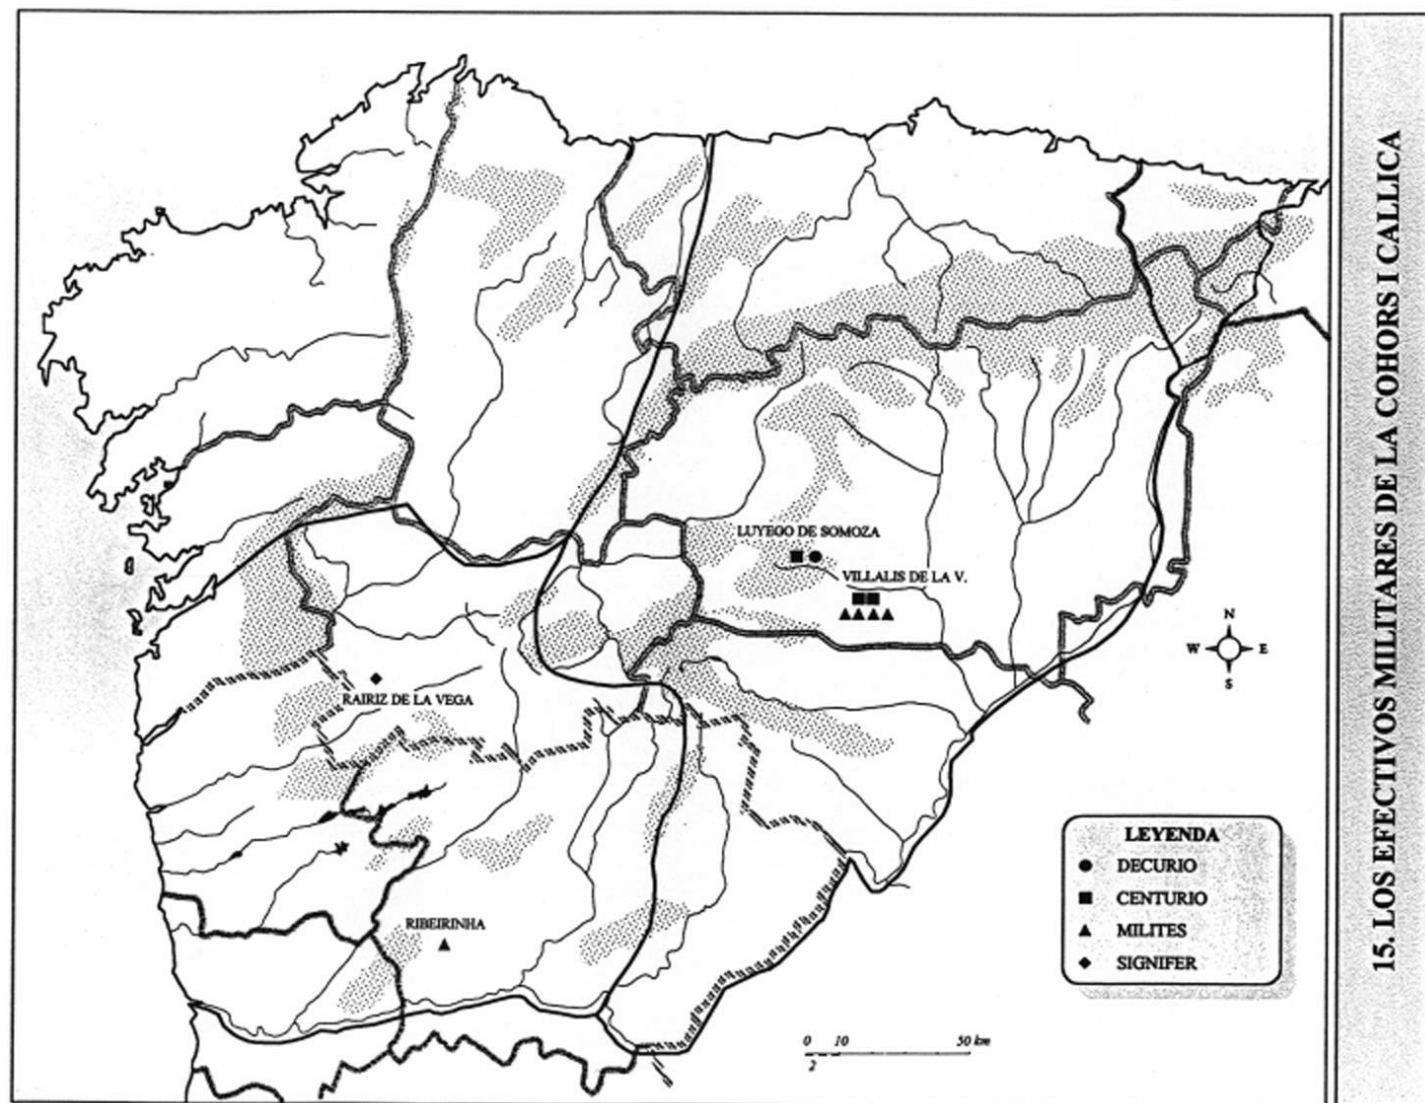 15. LOS EFECTIVOS MILITARES DE LA COHORS I CALLICA
LUYEGO DE SOMOZA
VILLALIS DE LA V.
N
W E
S
RAIRIZ DE LA VEGA
RIBEIRINHA
LEYENDA
DECURIO
CENTURIO
MILITES
SIGNIFER
0 10 50 km
2